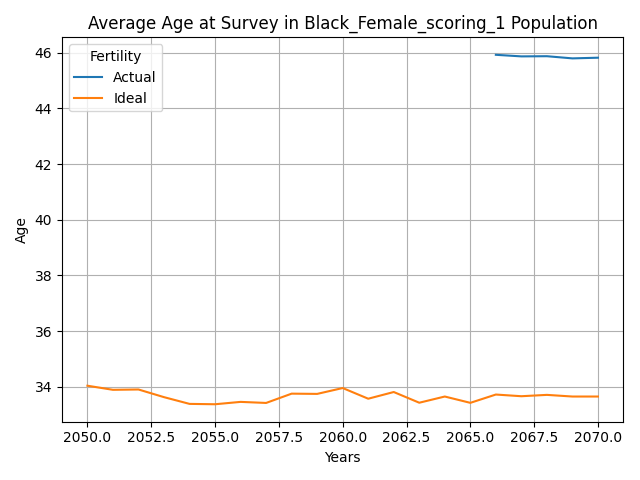 Average Age at Survey in Black_Female_scoring_1 Population
Fertility
Actual
Ideal
46
44
42
40
38
36
34
Age
2050.0 2052.5 2055.0 2057.5 2060.0 2062.5 2065.0 2067.5 2070.0
Years